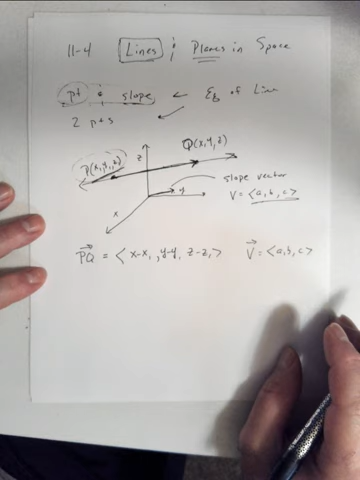 11-4 Lines & Planes in Space
pt & slope ← Eq of Line
2 pts
P(x₁,y₁,z₁) z Q(x,y,z)
slope vector
y V = <a,b,c>
x
PQ = <x-x₁, y-y₁, z-z₁> V = <a,b,c>